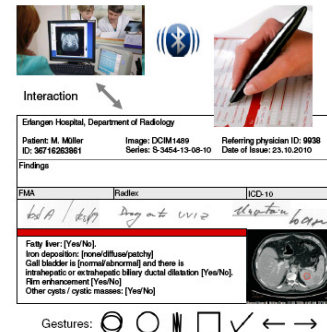 Interaction
Erlangen Hospital, Department of Radiology
Patient: M. Müller Image: DCIM1469 Referring physician ID: 9938
ID: 36716263861 Series: S-3454-13-08-10 Date of Issue: 23.10.2010
Findings
FMA Radlex ICD-10
Fatty liver: [Yes/No].
Iron deposition: [none/diffuse/patchy]
Gall bladder is [normal/abnormal] and there is
intrahepatic or extrahepatic biliary ductal dilatation [Yes/No].
Rim enhancement [Yes/No]
Other cysts / cystic masses: [Yes/No]
Gestures: